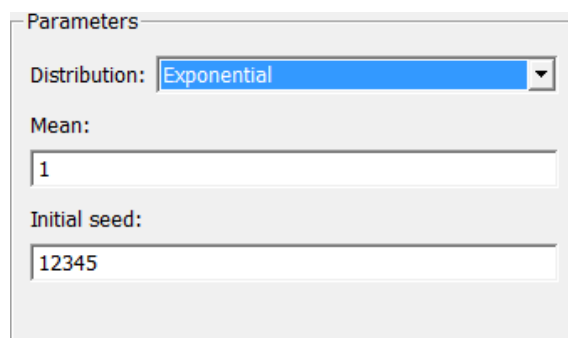 Parameters
Distribution: Exponential
Mean:
1
Initial seed:
12345